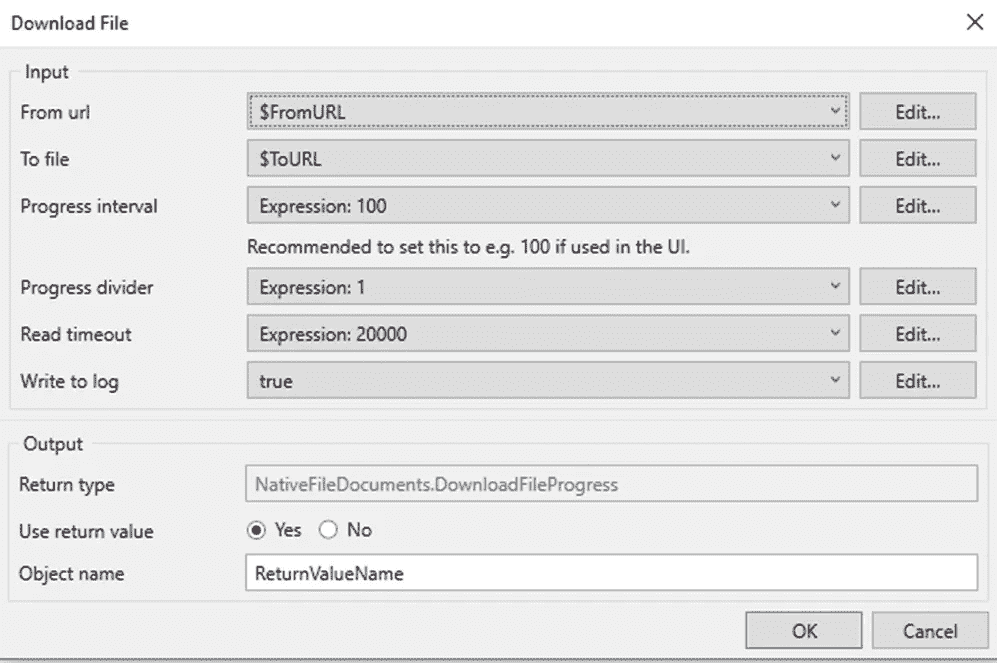 Download File
Input
From url $FromURL Edit...
To file $ToURL Edit...
Progress interval Expression: 100 Edit...
Recommended to set this to e.g. 100 if used in the UI.
Progress divider Expression: 1 Edit...
Read timeout Expression: 20000 Edit...
Write to log true Edit...
Output
Return type NativeFileDocuments.DownloadFileProgress
Use return value Yes No
Object name ReturnValueName
OK Cancel